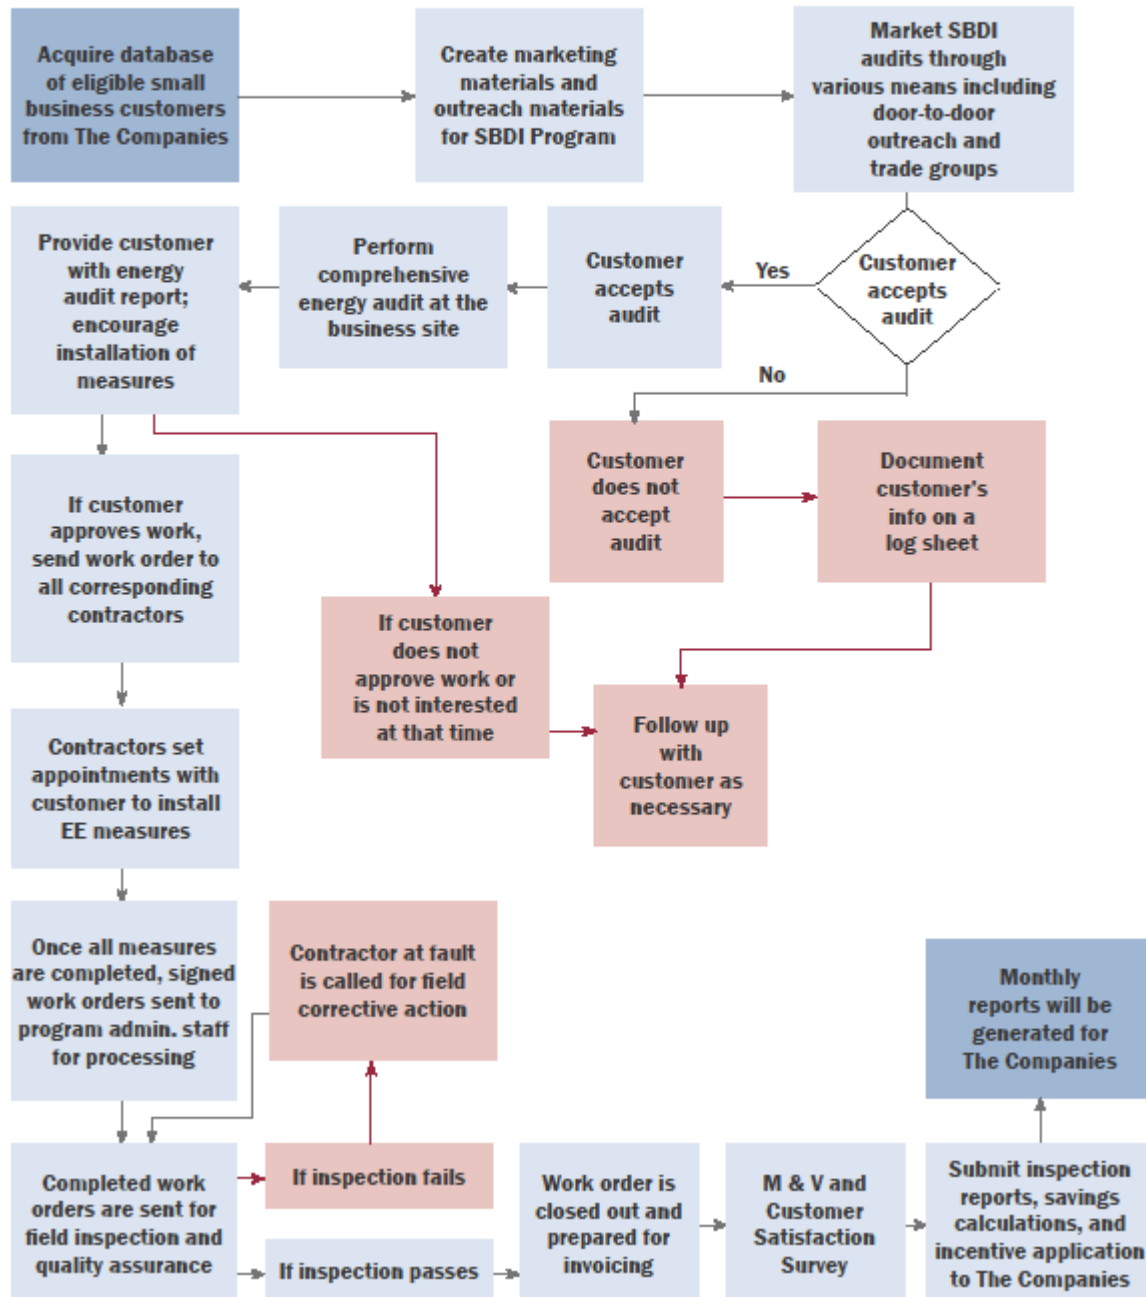 Acquire database
of eligible small
business customers
from The Companies
Create marketing
materials and
outreach materials
for SBDI Program
Market SBDI
audits through
various means including
door-to-door
outreach and
trade groups
Customer
accepts
audit
Yes
Customer
accepts
audit
Perform
comprehensive
energy audit at the
business site
Provide customer
with energy
audit report;
encourage
installation of
measures
No
Customer
does not
accept
audit
Document
customer's
info on a
log sheet
If customer
approves work,
send work order to
all corresponding
contractors
If customer
does not
approve work or
is not interested
at that time
Follow up
with
customer as
necessary
Contractors set
appointments with
customer to install
EE measures
Once all measures
are completed, signed
work orders sent to
program admin. staff
for processing
Contractor at fault
is called for field
corrective action
Completed work
orders are sent for
field inspection and
quality assurance
If inspection fails
If inspection passes
Work order is
closed out and
prepared for
invoicing
M & V and
Customer
Satisfaction
Survey
Submit inspection
reports, savings
calculations, and
incentive application
to The Companies
Monthly
reports will be
generated for
The Companies